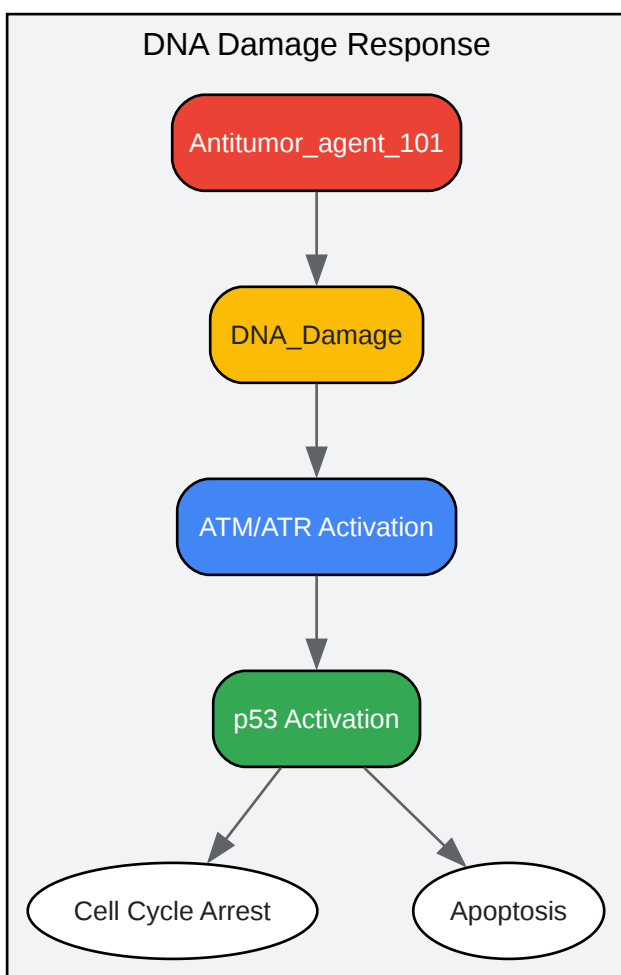 DNA Damage Response
Antitumor_agent_101
DNA_Damage
ATM/ATR Activation
p53 Activation
Cell Cycle Arrest
Apoptosis